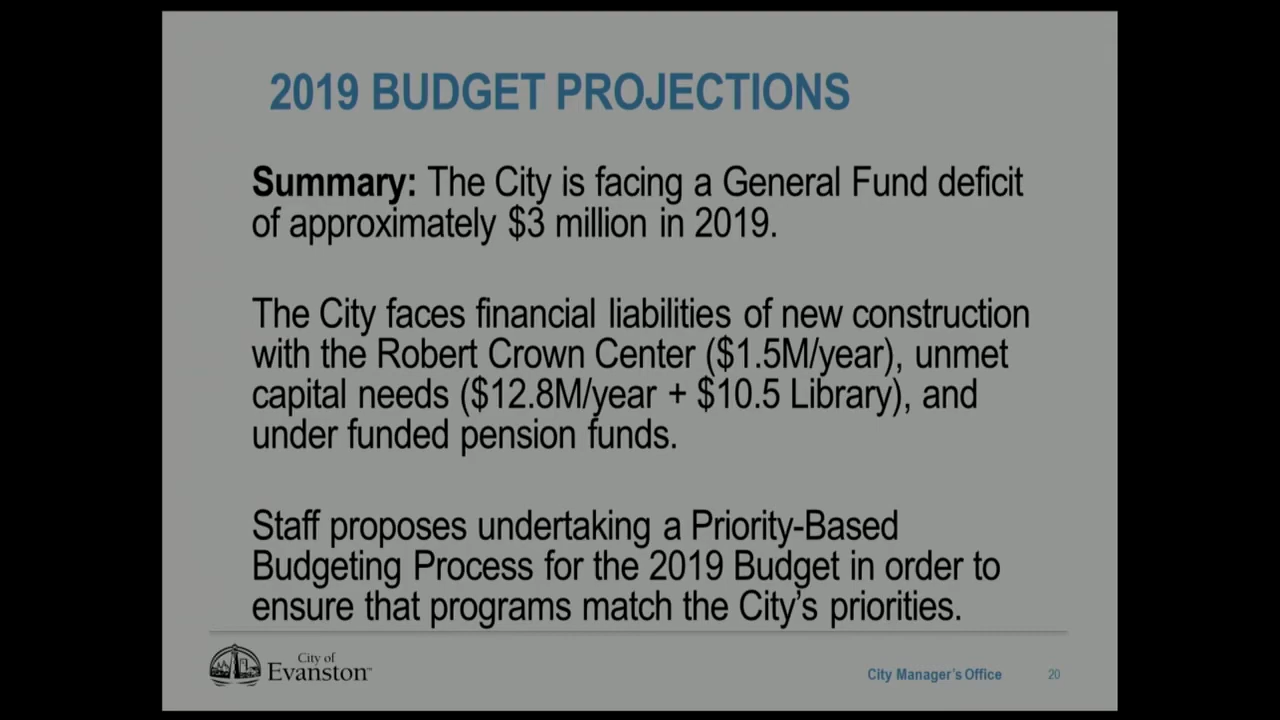 2019 BUDGET PROJECTIONS
Summary: The City is facing a General Fund deficit
of approximately $3 million in 2019.
The City faces financial liabilities of new construction
with the Robert Crown Center ($1.5M/year), unmet
capital needs ($12.8M/year + $10.5 Library), and
under funded pension funds.
Staff proposes undertaking a Priority-Based
Budgeting Process for the 2019 Budget in order to
ensure that programs match the City's priorities.
City of
Evanston™
City Manager's Office 20